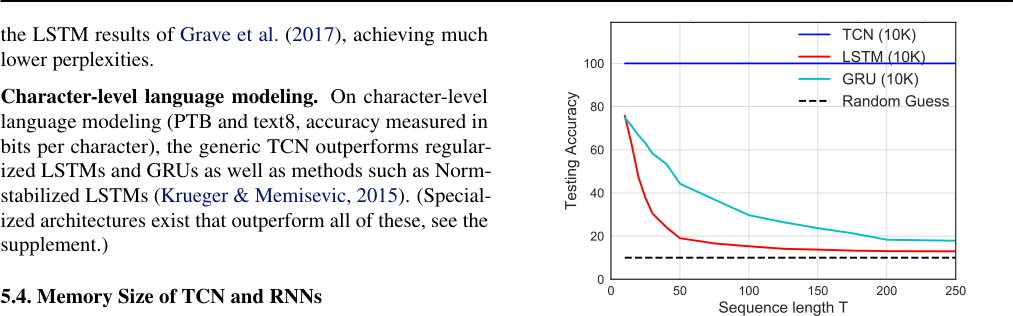 the LSTM results of Grave et al. (2017), achieving much
lower perplexities.
Character-level language modeling. On character-level
language modeling (PTB and text8, accuracy measured in
bits per character), the generic TCN outperforms regular-
ized LSTMs and GRUs as well as methods such as Norm-
stabilized LSTMs (Krueger & Memisevic, 2015). (Special-
ized architectures exist that outperform all of these, see the
supplement.)
5.4. Memory Size of TCN and RNNs
TCN (10K)
LSTM (10K)
GRU (10K)
Random Guess
Testing Accuracy
100
80
60
40
20
0
0 50 100 150 200 250
Sequence length T